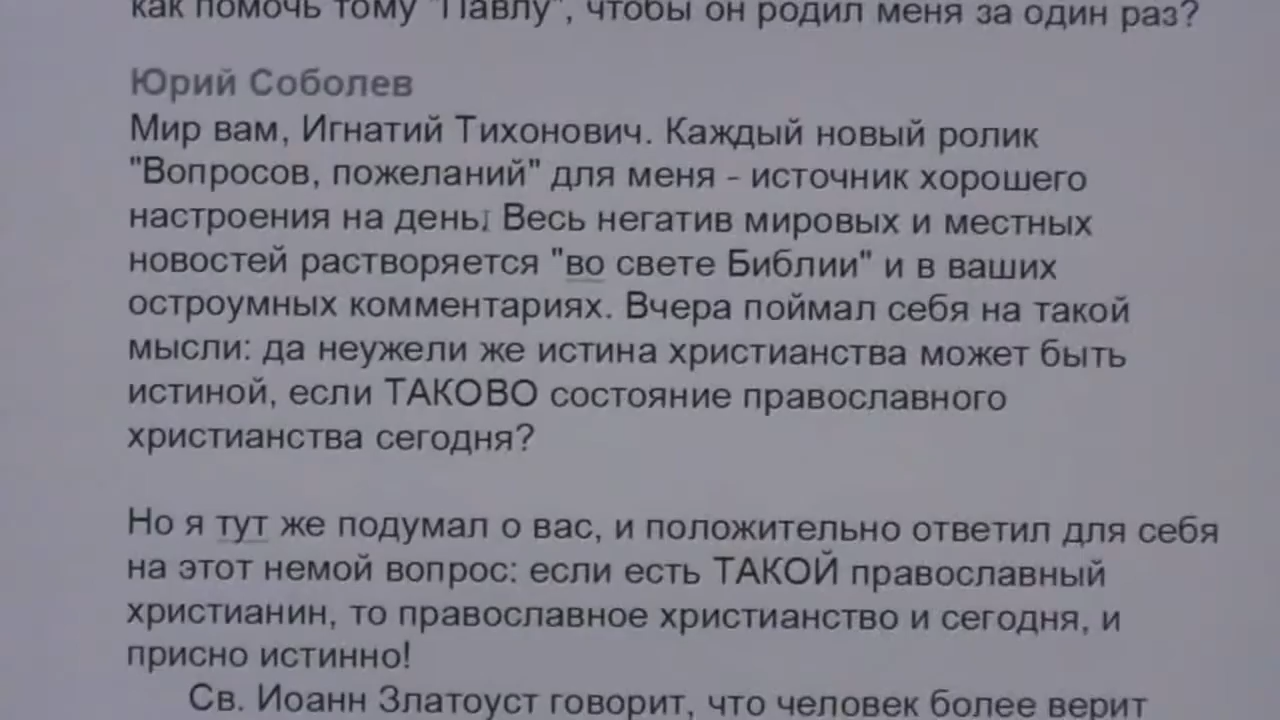 как помочь тому "Павлу", чтобы он родил меня за один раз?
Юрий Соболев
Мир вам, Игнатий Тихонович. Каждый новый ролик
"Вопросов, пожеланий" для меня - источник хорошего
настроения на день. Весь негатив мировых и местных
новостей растворяется "во свете Библии" и в ваших
остроумных комментариях. Вчера поймал себя на такой
мысли: да неужели же истина христианства может быть
истиной, если ТАКОВО состояние православного
христианства сегодня?
Но я тут же подумал о вас, и положительно ответил для себя
на этот немой вопрос: если есть ТАКОЙ православный
христианин, то православное христианство и сегодня, и
присно истинно!
Св. Иоанн Златоуст говорит, что человек более верит